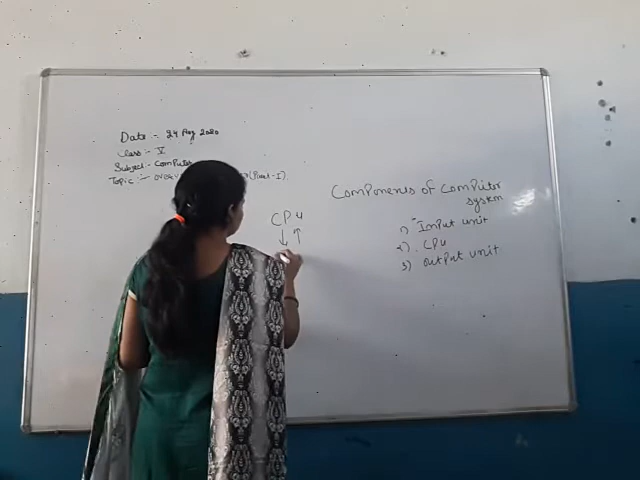 Date :- 24 Aug 2020
Class :- V
Subject :- Computer
Topic :- (Part-I)
CPU
Components of Computer
system
1) Input unit
2) CPU
3) Output unit